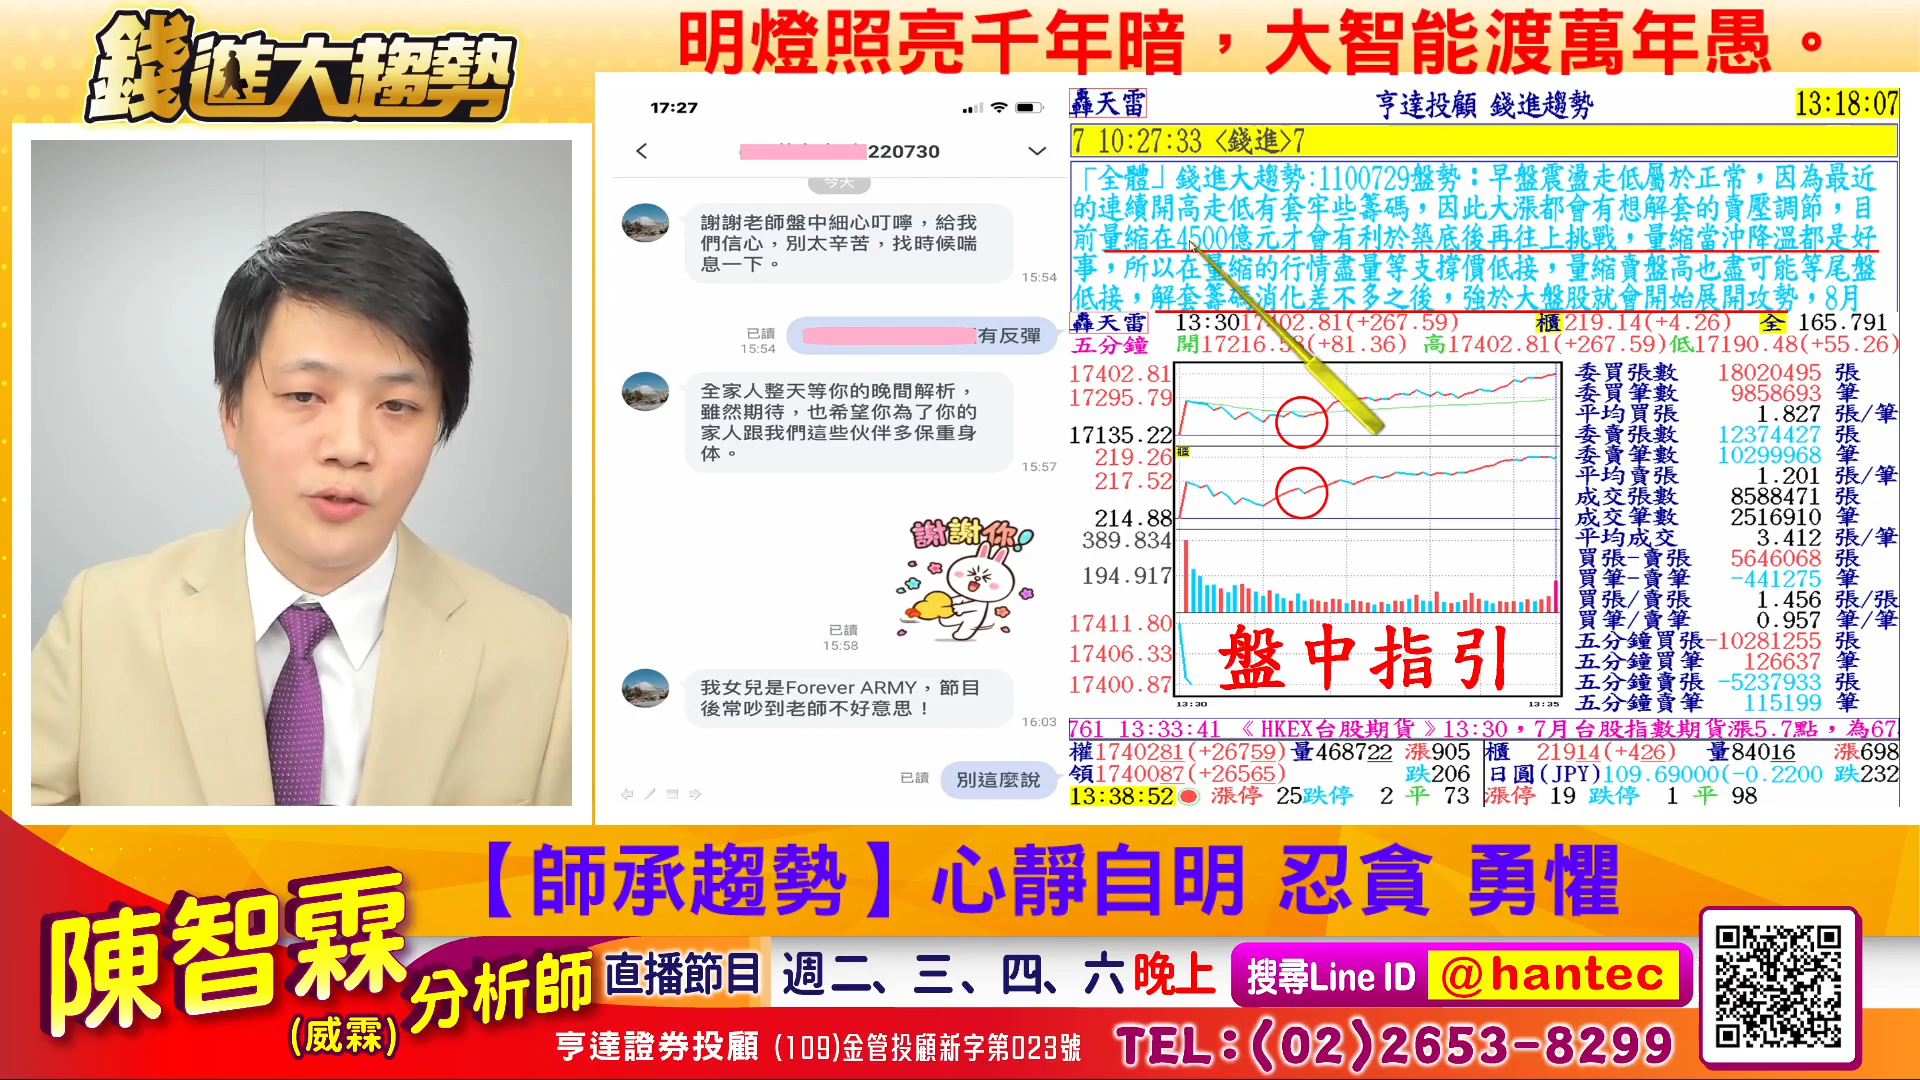 錢進大趨勢
明燈照亮千年暗，大智能渡萬年愚。
17:27
220730
今天
謝謝老師盤中細心叮嚀，給我
們信心，別太辛苦，找時候喘
息一下。
15:54
已讀
15:54
有反彈
全家人整天等你的晚間解析，
雖然期待，也希望你為了你的
家人跟我們這些伙伴多保重身
体。
15:57
謝謝你!
已讀
15:58
我女兒是Forever ARMY，節目
後常吵到老師不好意思！
16:03
已讀
別這麼說
轟天雷 亨達投顧 錢進趨勢 13:18:07
7 10:27:33 <錢進>7
「全體」錢進大趨勢:1100729盤勢：早盤震盪走低屬於正常，因為最近
的連續開高走低有套牢些籌碼，因此大漲都會有想解套的賣壓調節，目
前量縮在4500億元才會有利於築底後再往上挑戰，量縮當沖降溫都是好
事，所以在量縮的行情盡量等支撐價低接，量縮賣盤高也盡可能等尾盤
低接，解套籌碼消化差不多之後，強於大盤股就會開始展開攻勢，8月
轟天雷 13:30 17402.81(+267.59) 櫃 219.14(+4.26) 全 165.791
五分鐘 開17216.58(+81.36) 高17402.81(+267.59) 低17190.48(+55.26)
17402.81
17295.79
17135.22
219.26
217.52
214.88
389.834
194.917
17411.80
17406.33
17400.87
櫃
盤中指引
13:30 13:35
委買張數 18020495 張
委買筆數 9858693 筆
平均買張 1.827 張/筆
委賣張數 12374427 張
委賣筆數 10299968 筆
平均賣張 1.201 張/筆
成交張數 8588471 張
成交筆數 2516910 筆
平均成交 3.412 張/筆
買張-賣張 5646068 張
買筆-賣筆 -441275 筆
買張/賣張 1.456 張/張
買筆/賣筆 0.957 筆/筆
五分鐘買張-10281255 張
五分鐘買筆 126637 筆
五分鐘賣張 -5237933 張
五分鐘賣筆 115199 筆
761 13:33:41 《HKEX台股期貨》13:30，7月台股指數期貨漲5.7點，為67
權1740281(+26759) 量468722 漲905 櫃 21914(+426) 量84016 漲698
領1740087(+26565) 跌206 日圓(JPY)109.69000(-0.2200 跌232
13:38:52 漲停 25跌停 2 平 73 漲停 19 跌停 1 平 98
【師承趨勢】心靜自明 忍貪 勇懼
陳智霖
(威霖)
分析師
直播節目 週二、三、四、六 晚上
搜尋Line ID @hantec
亨達證券投顧 (109)金管投顧新字第023號 TEL:(02)2653-8299